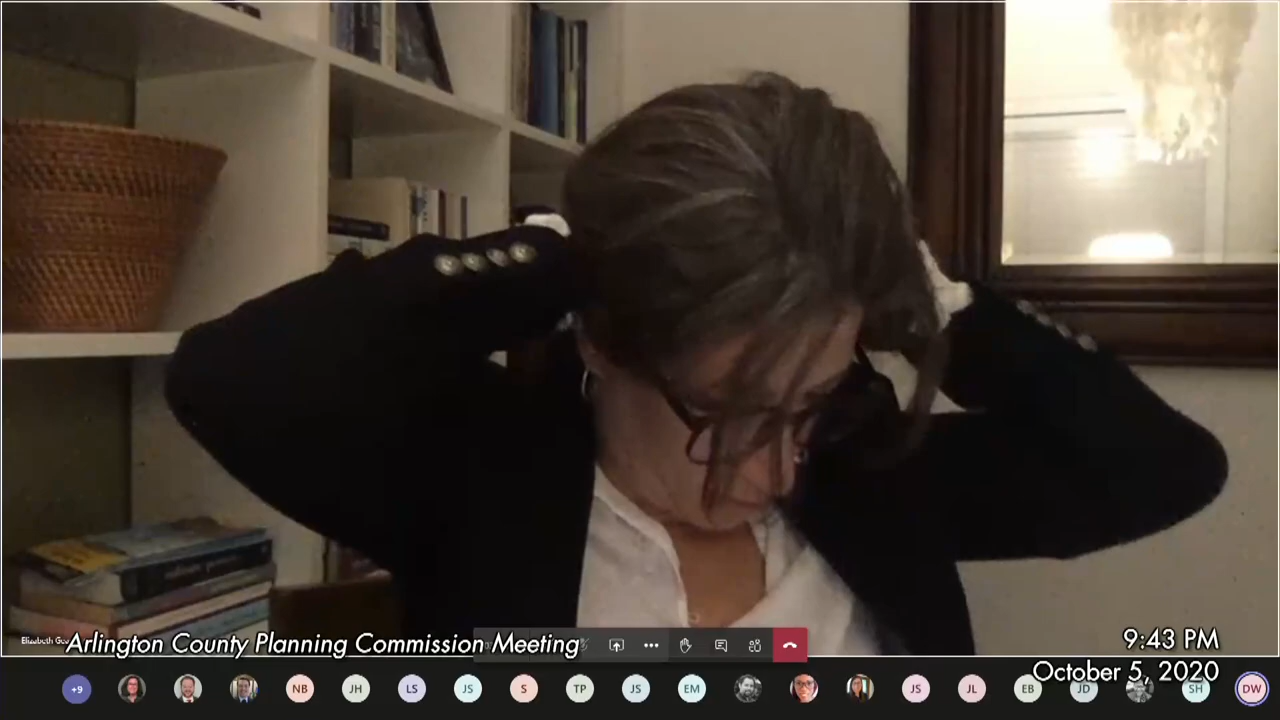 Elizabeth
Arlington County Planning Commission Meeting
9:43 PM
October 5, 2020
+9
NB
JH
LS
JS
S
TP
JS
EM
JS
JL
EB
JD
SH
DW